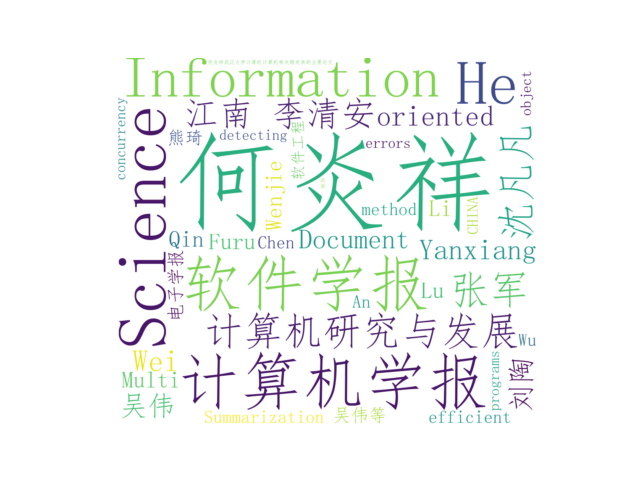 Information
He
江南
李清安
oriented
object
concurrency
Science
熊琦
detecting
软件工程
errors
何炎祥
沈凡凡
Wenjie
method
Li
CHINA
Qin
Furu
Chen
Document
Yanxiang
电子学报
软件学报
An
Lu
张军
计算机研究与发展
Wu
Wei
Multi
计算机学报
programs
刘陶
吴伟
Summarization
吴伟等
efficient